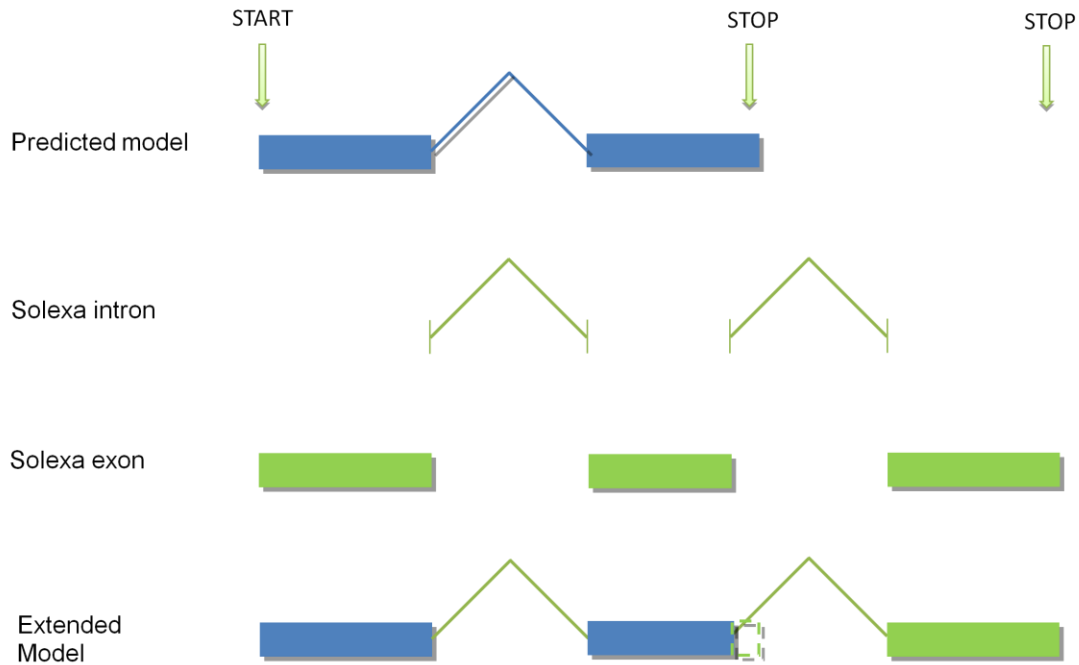 START
STOP
STOP
Predicted model
Solexa intron
Solexa exon
Extended
Model